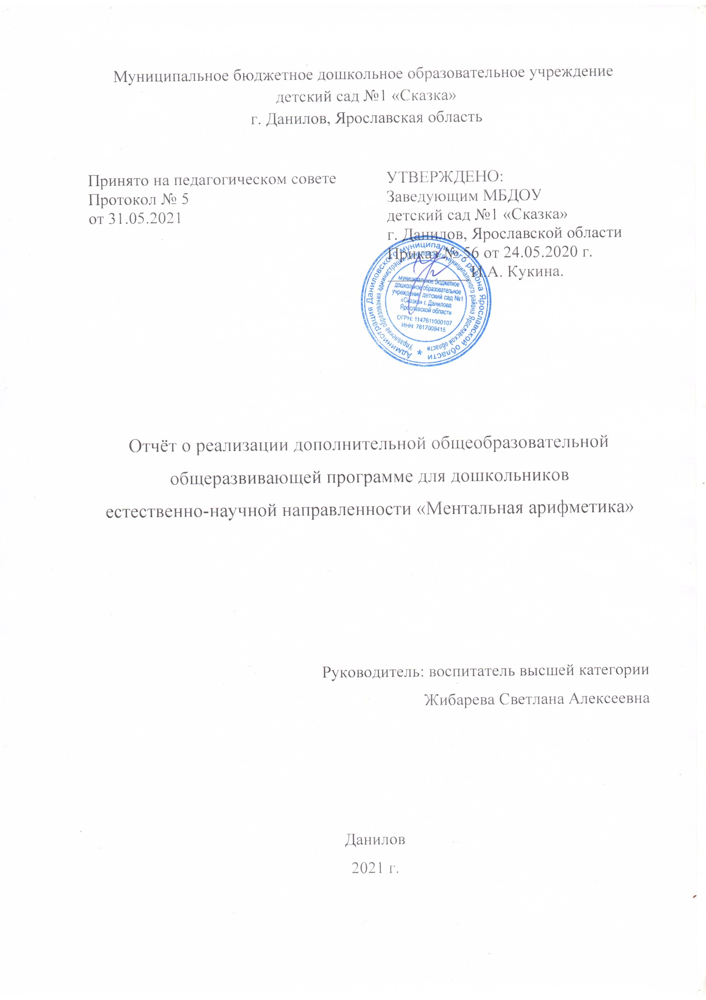 Муниципальное бюджетное дошкольное образовательное учреждение
детский сад №1 «Сказка»
г. Данилов, Ярославская область
Принято на педагогическом совете
Протокол № 5
от 31.05.2021
УТВЕРЖДЕНО:
Заведующим МБДОУ
детский сад №1 «Сказка»
г. Данилов, Ярославской области
Приказ № 56 от 24.05.2020 г.
И.А. Кукина.
Администрация Даниловского муниципального района Ярославской области
Управление образования администрации Даниловского муниципального района Ярославской области
муниципальное бюджетное
дошкольное образовательное
учреждение детский сад №1
«Сказка» г. Данилова
Ярославской области
ОГРН: 1147611000107
ИНН: 7617009415
Отчёт о реализации дополнительной общеобразовательной
общеразвивающей программе для дошкольников
естественно-научной направленности «Ментальная арифметика»
Руководитель: воспитатель высшей категории
Жибарева Светлана Алексеевна
Данилов
2021 г.